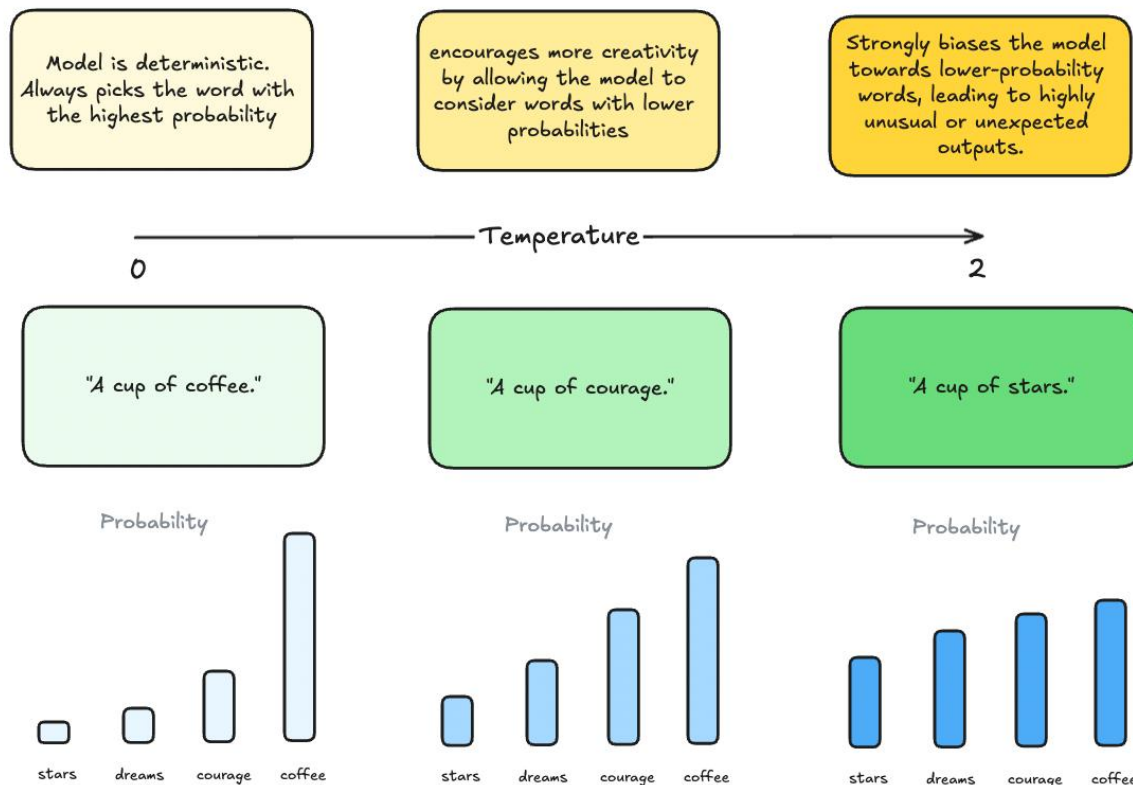 Model is deterministic.
Always picks the word with
the highest probability
encourages more creativity
by allowing the model to
consider words with lower
probabilities
Strongly biases the model
towards lower-probability
words, leading to highly
unusual or unexpected
outputs.
Temperature
0
2
"A cup of coffee."
"A cup of courage."
"A cup of stars."
Probability
Probability
Probability
stars dreams courage coffee
stars dreams courage coffee
stars dreams courage coffee